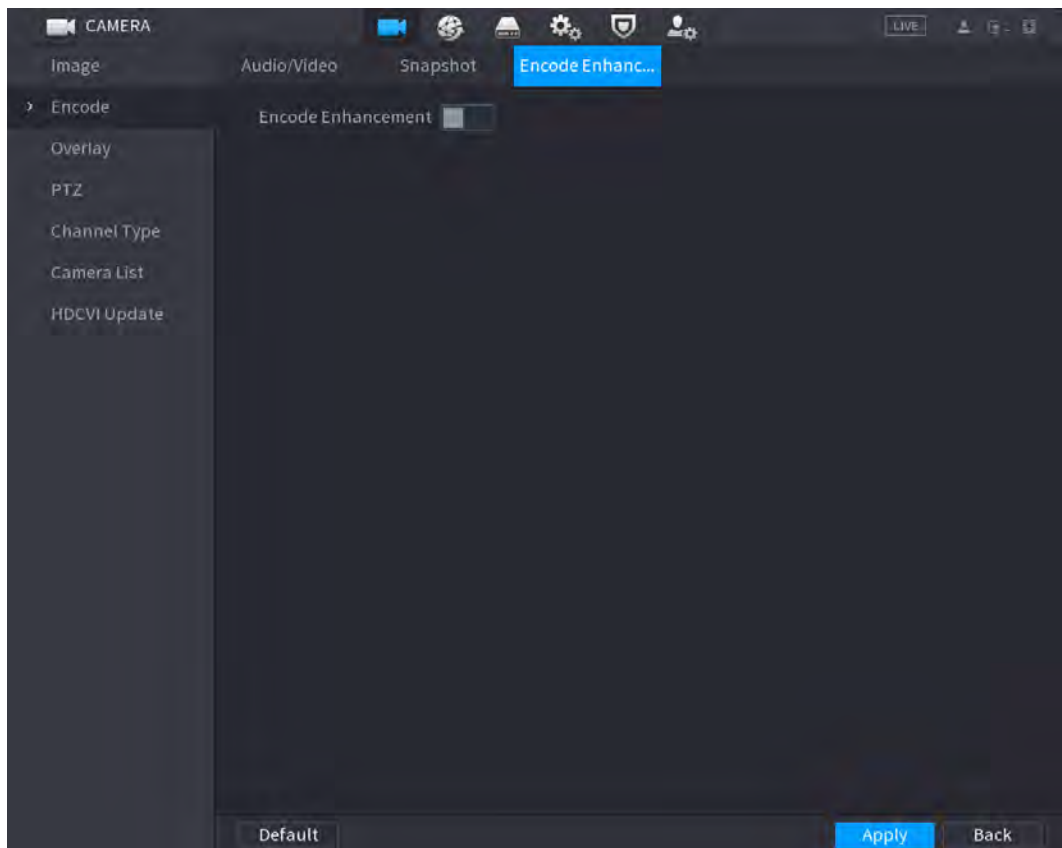 CAMERA
LIVE
Image
Audio/Video
Snapshot
Encode Enhanc...
Encode
Encode Enhancement
Overlay
PTZ
Channel Type
Camera List
HDCVI Update
Default
Apply
Back